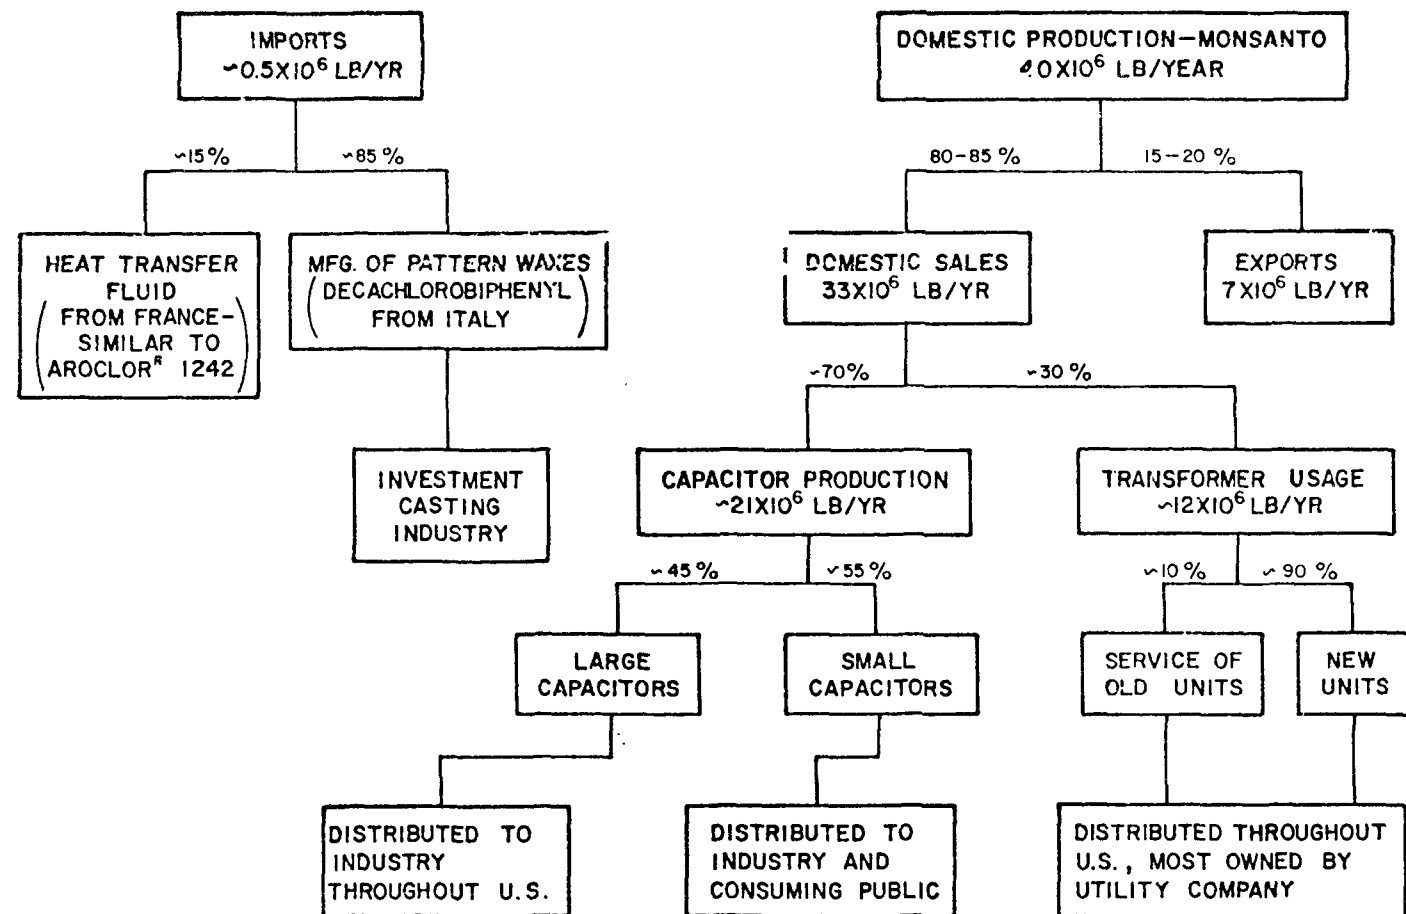 IMPORTS
~0.5X10⁶ LB/YR
DOMESTIC PRODUCTION—MONSANTO
40X10⁶ LB/YEAR
~15%
~85%
80-85%
15-20 %
HEAT TRANSFER
FLUID
(FROM FRANCE-
SIMILAR TO
AROCLORᴿ 1242)
MFG. OF PATTERN WAXES
(DECACHLOROBIPHENYL
FROM ITALY)
DOMESTIC SALES
33X10⁶ LB/YR
EXPORTS
7X10⁶ LB/YR
~70%
~30%
INVESTMENT
CASTING
INDUSTRY
CAPACITOR PRODUCTION
~21X10⁶ LB/YR
TRANSFORMER USAGE
~12X10⁶ LB/YR
~45%
~55%
~10%
~90%
LARGE
CAPACITORS
SMALL
CAPACITORS
SERVICE OF
OLD UNITS
NEW
UNITS
DISTRIBUTED TO
INDUSTRY
THROUGHOUT U.S.
DISTRIBUTED TO
INDUSTRY AND
CONSUMING PUBLIC
DISTRIBUTED THROUGHOUT
U.S., MOST OWNED BY
UTILITY COMPANY